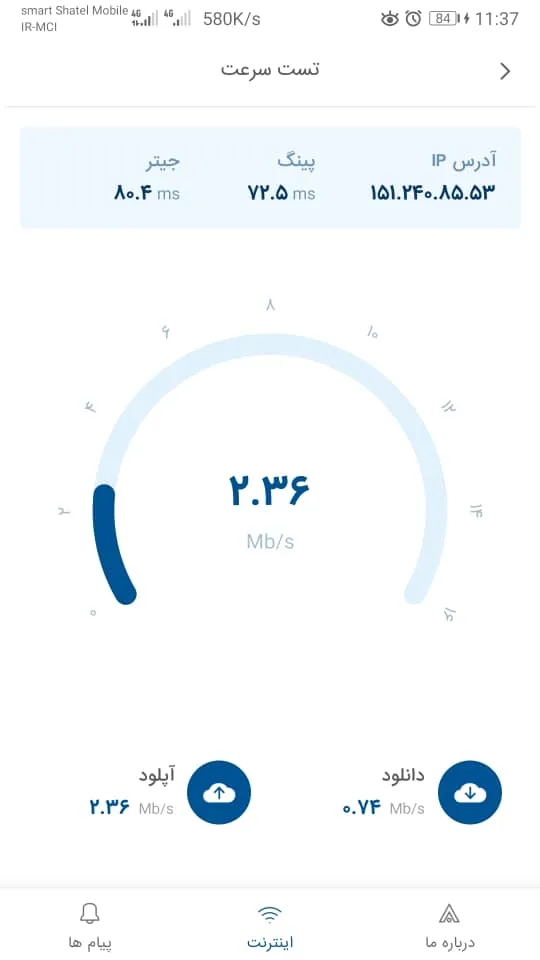 smart Shatel Mobile 4G 4G 580K/s 84 11:37
IR-MCI
تست سرعت
آدرس IP پینگ جیتر
۱۵۱.۲۴۰.۸۵.۵۳ ۷۲.۵ ms ۸۰.۴ ms
۸
۶ ۱۰
۴ ۱۲
۲ ۱۴
۲.۳۶
Mb/s
۰ ۱۶
دانلود آپلود
۰.۷۴ Mb/s ۲.۳۶ Mb/s
درباره ما اینترنت پیام ها